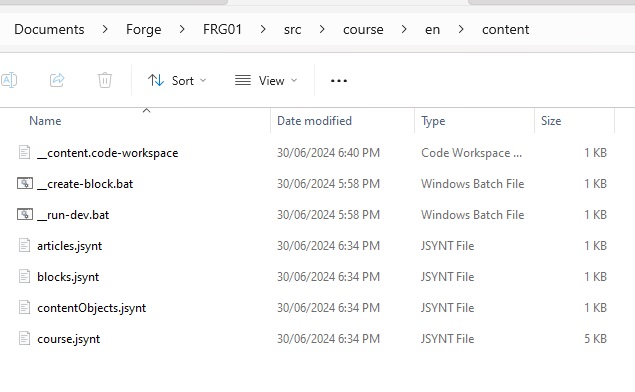 Documents > Forge > FRG01 > src > course > en > content
Sort View ...
Name Date modified Type Size
__content.code-workspace 30/06/2024 6:40 PM Code Workspace ... 1 KB
__create-block.bat 30/06/2024 5:58 PM Windows Batch File 1 KB
__run-dev.bat 30/06/2024 5:58 PM Windows Batch File 1 KB
articles.jsynt 30/06/2024 6:34 PM JSYNT File 1 KB
blocks.jsynt 30/06/2024 6:34 PM JSYNT File 1 KB
contentObjects.jsynt 30/06/2024 6:34 PM JSYNT File 1 KB
course.jsynt 30/06/2024 6:34 PM JSYNT File 5 KB